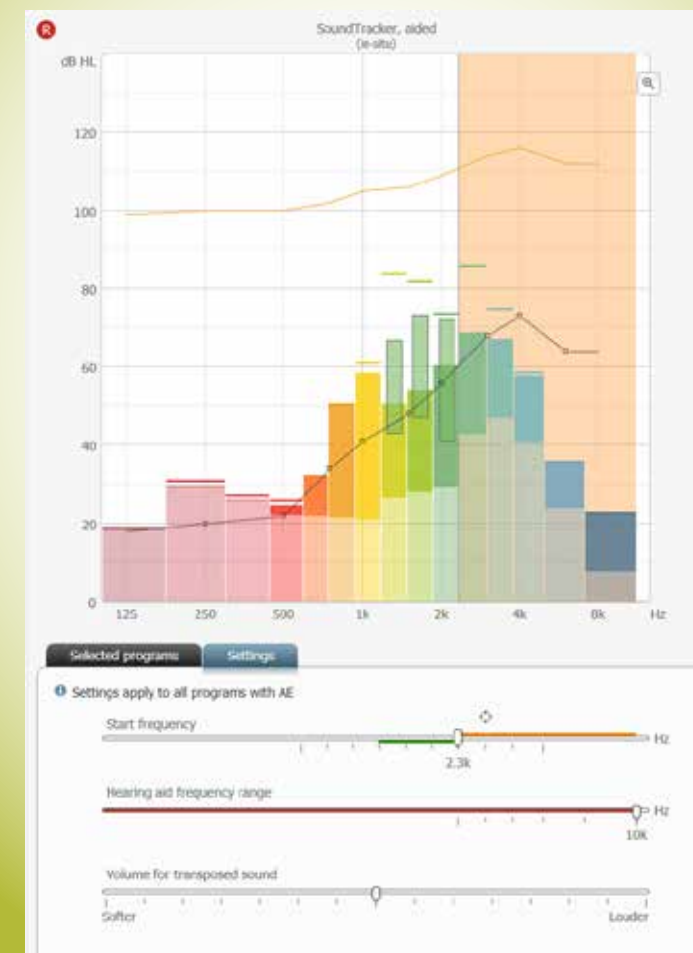 R
SoundTracker, aided
(in-situ)
dB HL
120
100
80
60
40
20
0
125 250 500 1k 2k 4k 8k Hz
Selected programs Settings
Settings apply to all programs with AE
Start frequency
Hz
2.3k
Hearing aid frequency range
Hz
10k
Volume for transposed sound
Softer Louder